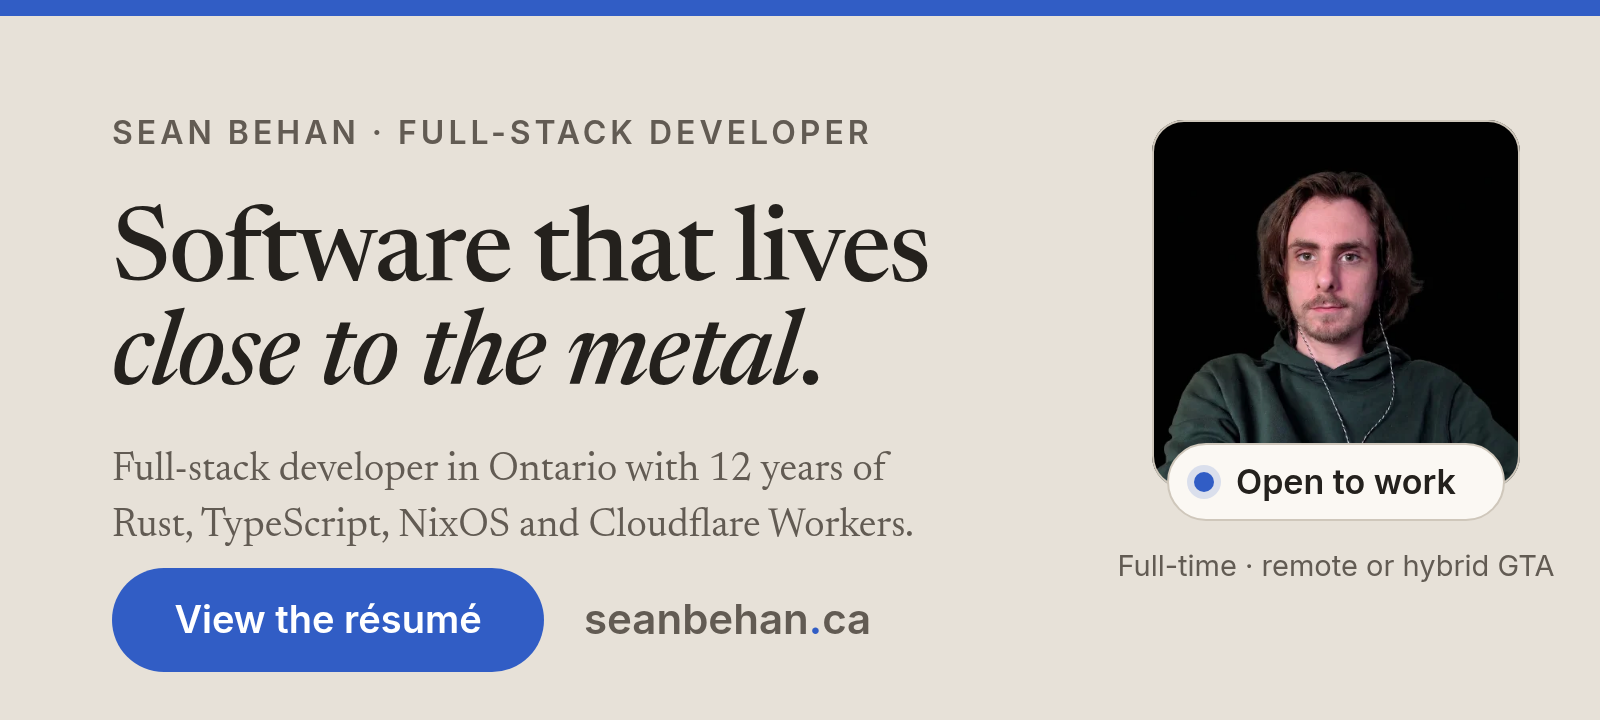 SEAN BEHAN · FULL-STACK DEVELOPER
Software that lives
close to the metal.
Full-stack developer in Ontario with 12 years of
Rust, TypeScript, NixOS and Cloudflare Workers.
View the résumé
seanbehan.ca
Open to work
Full-time · remote or hybrid GTA